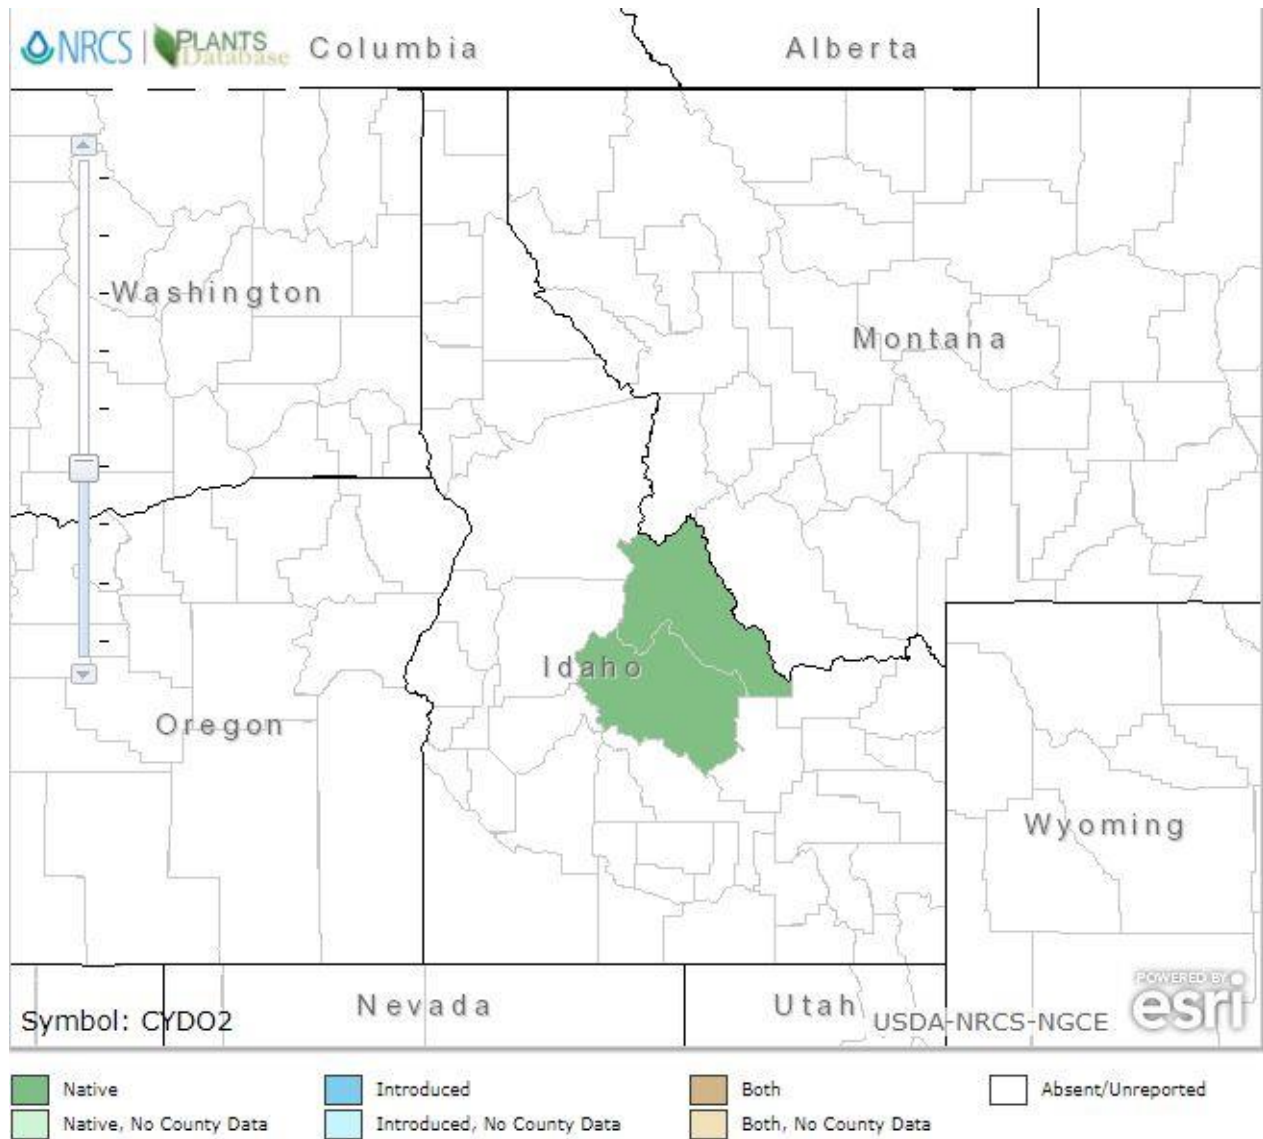 NRCS | PLANTS Database
Columbia
Alberta
Washington
Montana
Idaho
Oregon
Wyoming
Nevada
Utah
POWERED BY
esri
Symbol: CYDO2
USDA-NRCS-NGCE
Native
Introduced
Both
Absent/Unreported
Native, No County Data
Introduced, No County Data
Both, No County Data